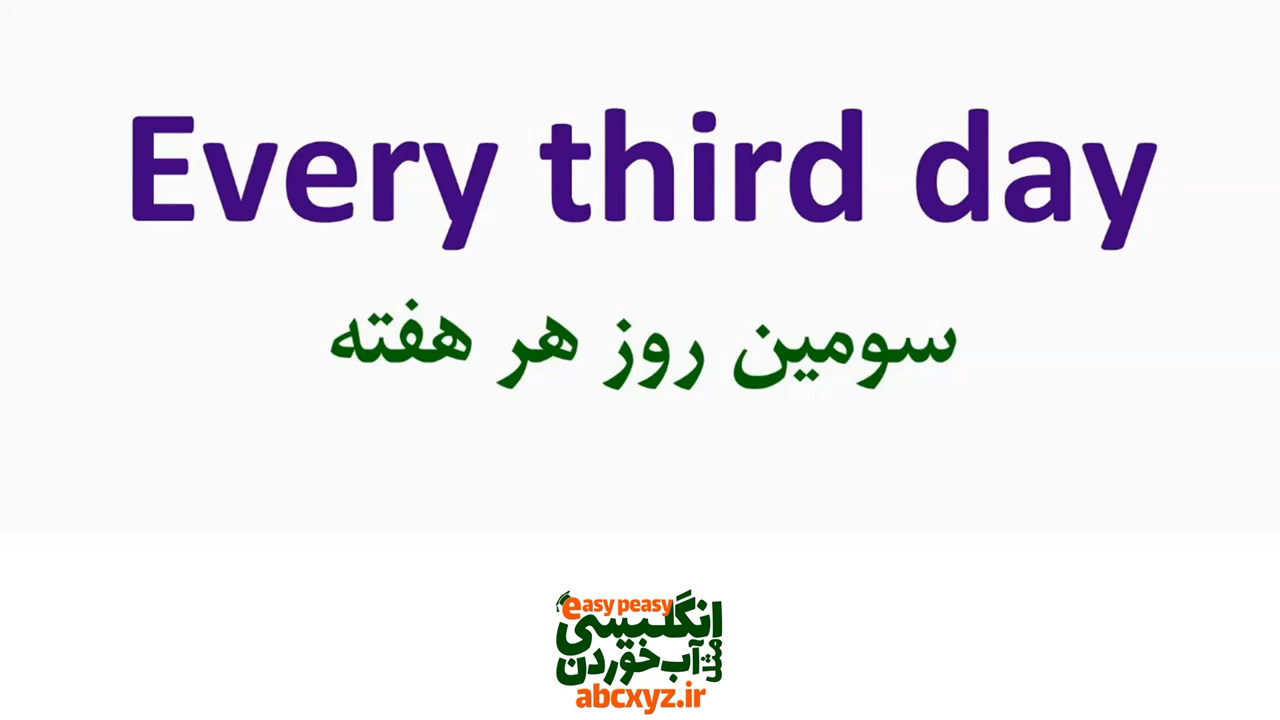 Every third day
سومین روز هر هفته
easy peasy
انگلیسی
مثل آب خوردن
abcxyz.ir